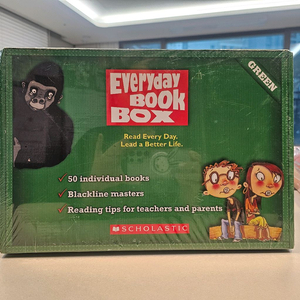 Everyday
BOOK
BOX
GREEN
Read Every Day.
Lead a Better Life.
50 individual books
Blackline masters
Reading tips for teachers and parents
SCHOLASTIC